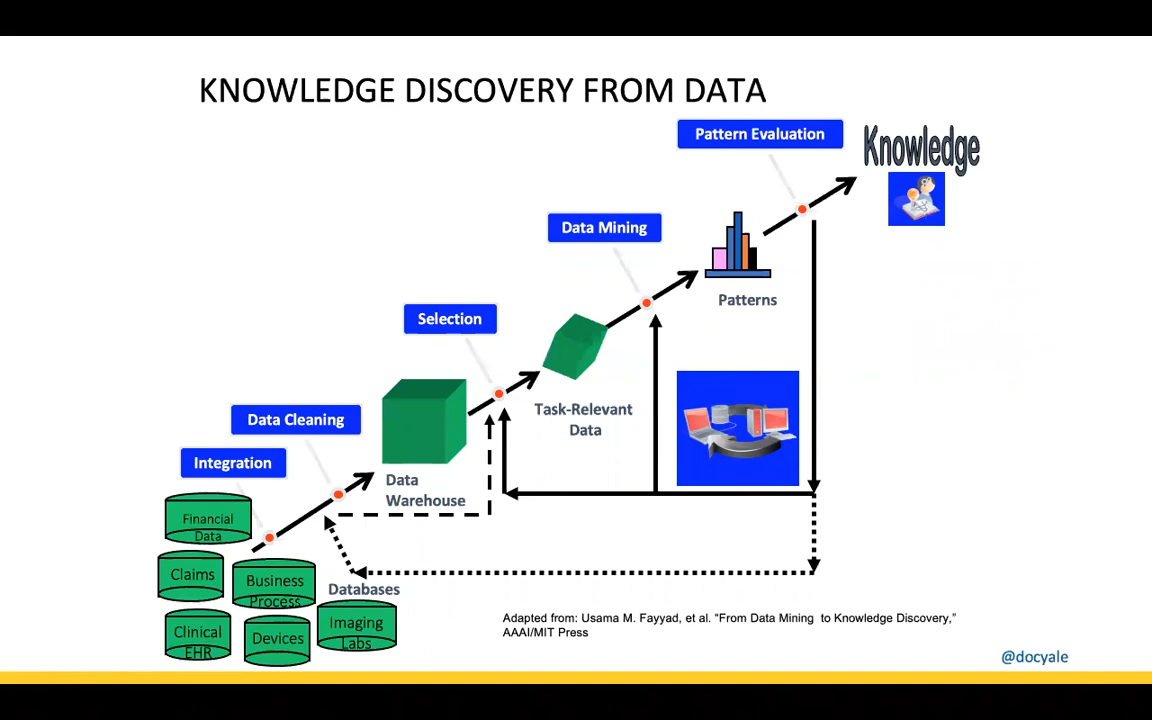 KNOWLEDGE DISCOVERY FROM DATA
Pattern Evaluation
Knowledge
Data Mining
Patterns
Selection
Task-Relevant
Data
Data Cleaning
Integration
Data
Warehouse
Financial
Data
Claims
Business
Process
Databases
Clinical
EHR
Devices
Imaging
Labs
Adapted from: Usama M. Fayyad, et al. “From Data Mining to Knowledge Discovery,”
AAAI/MIT Press
@docyale